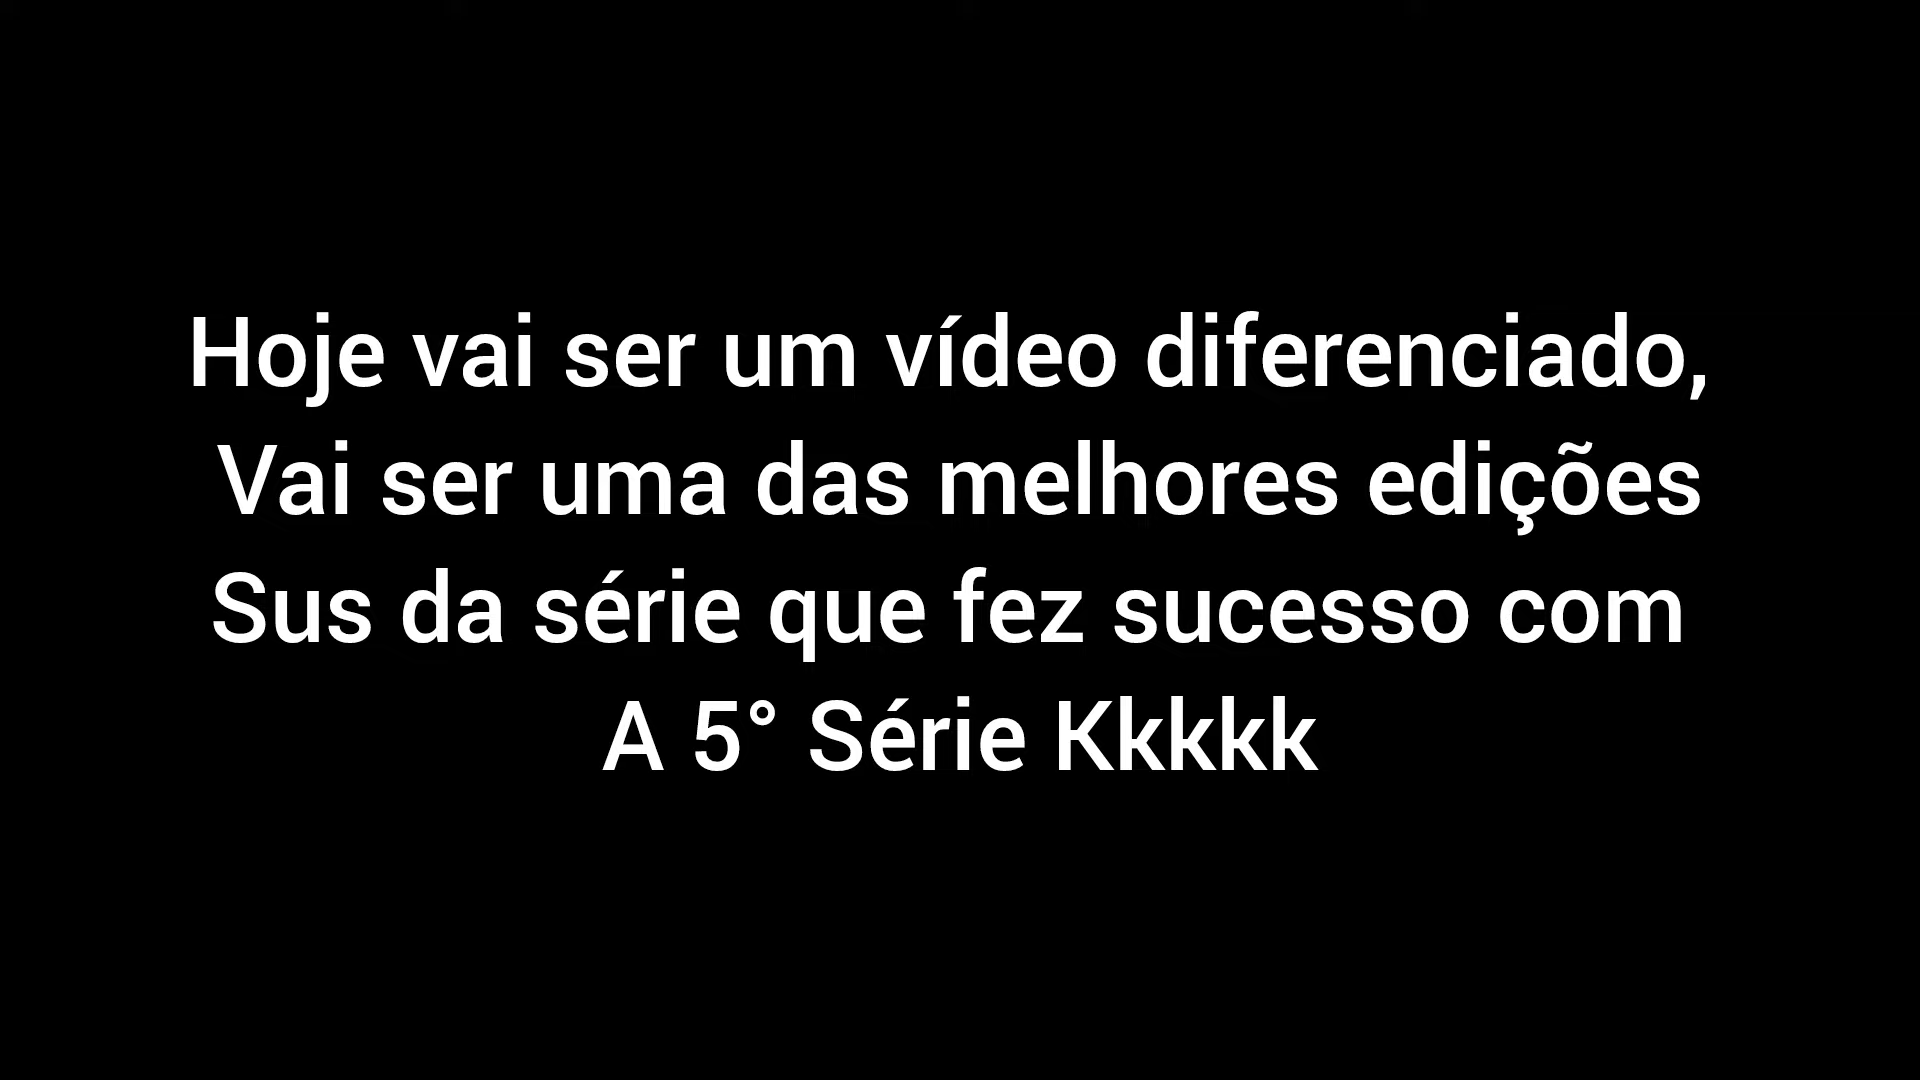 Hoje vai ser um vídeo diferenciado,
Vai ser uma das melhores edições
Sus da série que fez sucesso com
A 5° Série Kkkkk